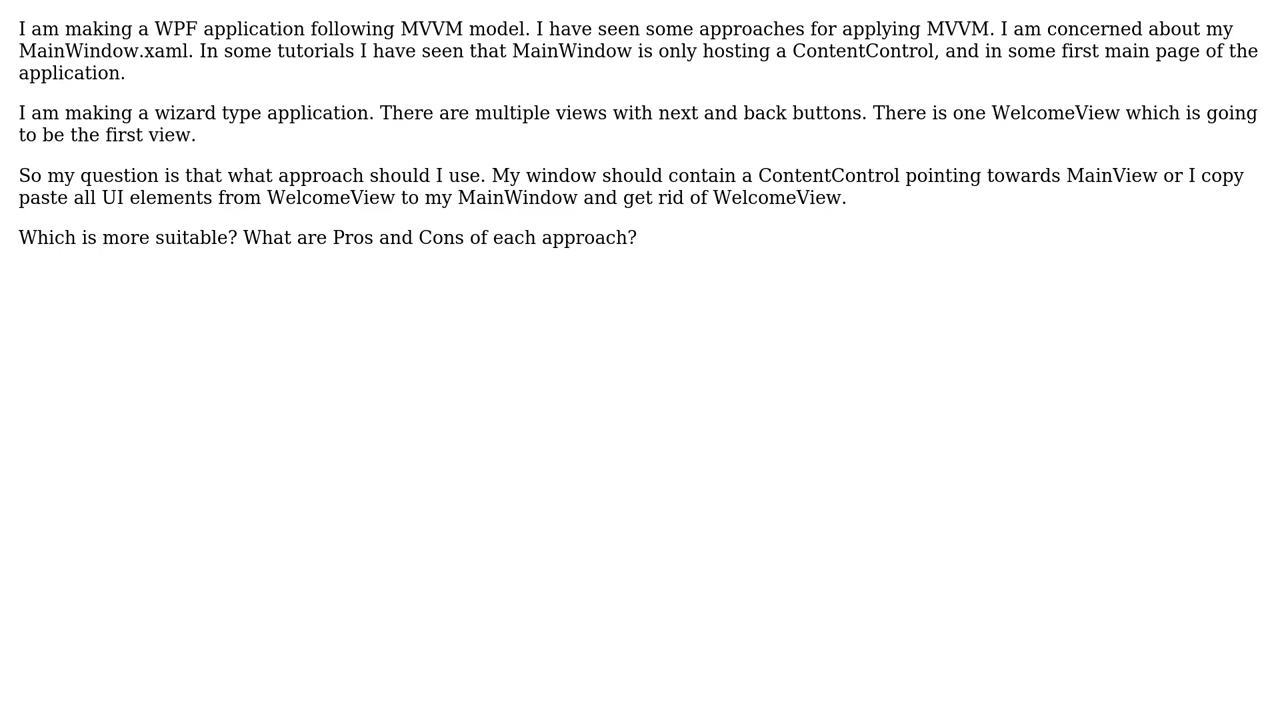 I am making a WPF application following MVVM model. I have seen some approaches for applying MVVM. I am concerned about my
MainWindow.xaml. In some tutorials I have seen that MainWindow is only hosting a ContentControl, and in some first main page of the
application.
I am making a wizard type application. There are multiple views with next and back buttons. There is one WelcomeView which is going
to be the first view.
So my question is that what approach should I use. My window should contain a ContentControl pointing towards MainView or I copy
paste all UI elements from WelcomeView to my MainWindow and get rid of WelcomeView.
Which is more suitable? What are Pros and Cons of each approach?